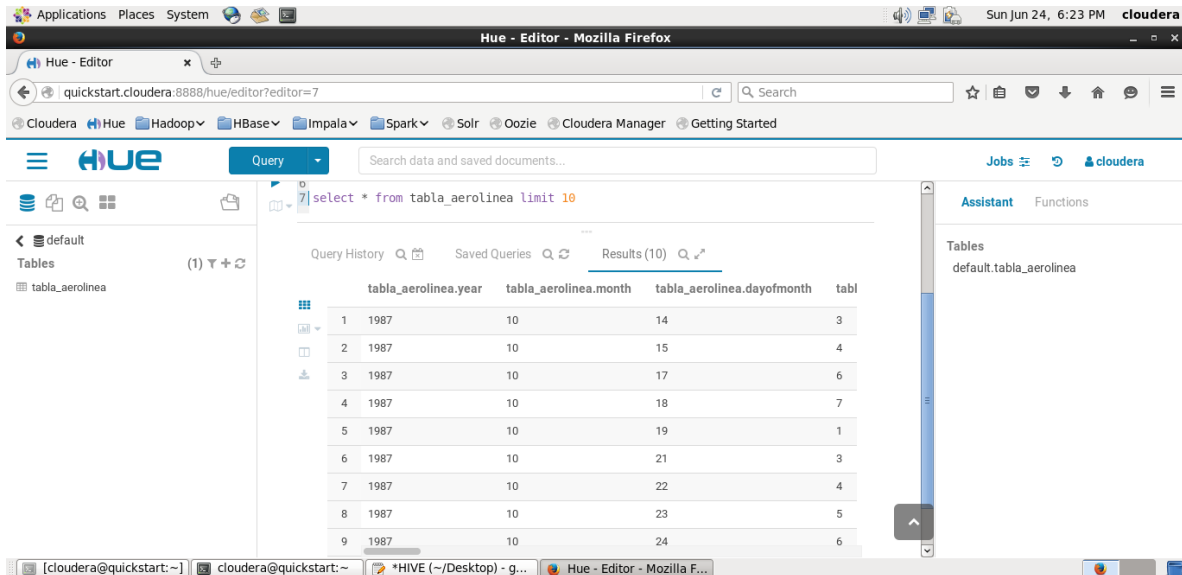 Applications Places System Sun Jun 24, 6:23 PM cloudera
Hue - Editor - Mozilla Firefox
Hue - Editor
quickstart.cloudera:8888/hue/editor?editor=7 Search
Cloudera Hue Hadoop HBase Impala Spark Solr Oozie Cloudera Manager Getting Started
HUE Query Search data and saved documents... Jobs cloudera
6
7 select * from tabla_aerolinea limit 10
Assistant Functions
default
Tables (1)
tabla_aerolinea
Query History Saved Queries Results (10)
Tables
default.tabla_aerolinea
tabla_aerolinea.year tabla_aerolinea.month tabla_aerolinea.dayofmonth tabl
1 1987 10 14 3
2 1987 10 15 4
3 1987 10 17 6
4 1987 10 18 7
5 1987 10 19 1
6 1987 10 21 3
7 1987 10 22 4
8 1987 10 23 5
9 1987 10 24 6
[cloudera@quickstart:~] cloudera@quickstart:~ *HIVE (~/Desktop) - g... Hue - Editor - Mozilla F...